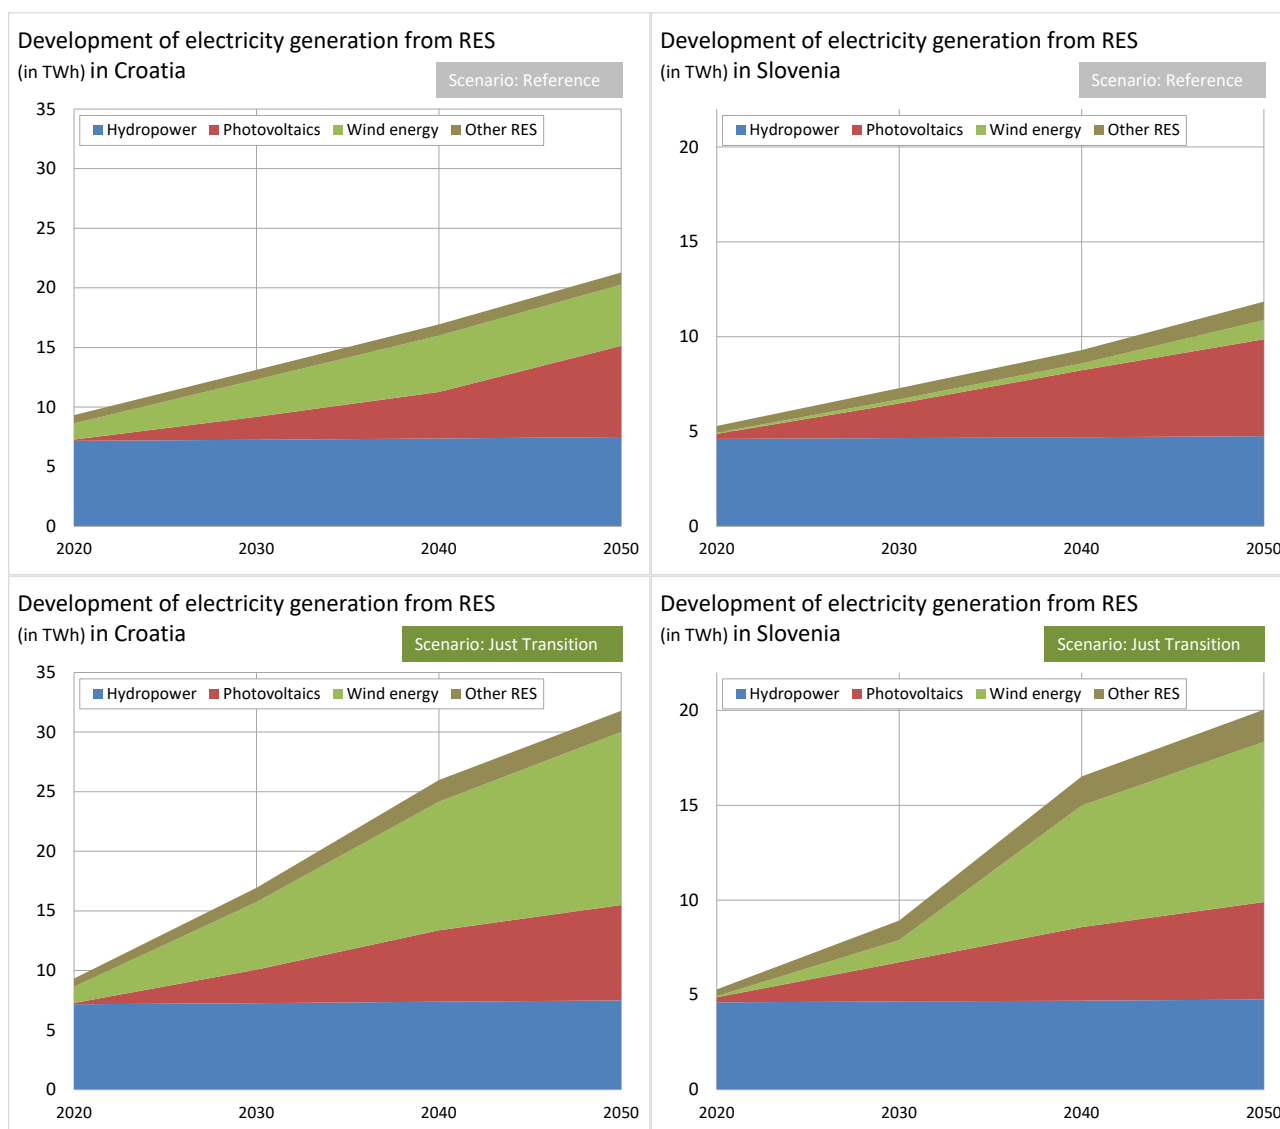 Development of electricity generation from RES
(in TWh) in Croatia
Scenario: Reference
Hydropower Photovoltaics Wind energy Other RES
35
30
25
20
15
10
5
0
2020 2030 2040 2050
Development of electricity generation from RES
(in TWh) in Slovenia
Scenario: Reference
Hydropower Photovoltaics Wind energy Other RES
20
15
10
5
0
2020 2030 2040 2050
Development of electricity generation from RES
(in TWh) in Croatia
Scenario: Just Transition
35
Hydropower Photovoltaics Wind energy Other RES
30
25
20
15
10
5
0
2020 2030 2040 2050
Development of electricity generation from RES
(in TWh) in Slovenia
Scenario: Just Transition
Hydropower Photovoltaics Wind energy Other RES
20
15
10
5
0
2020 2030 2040 2050